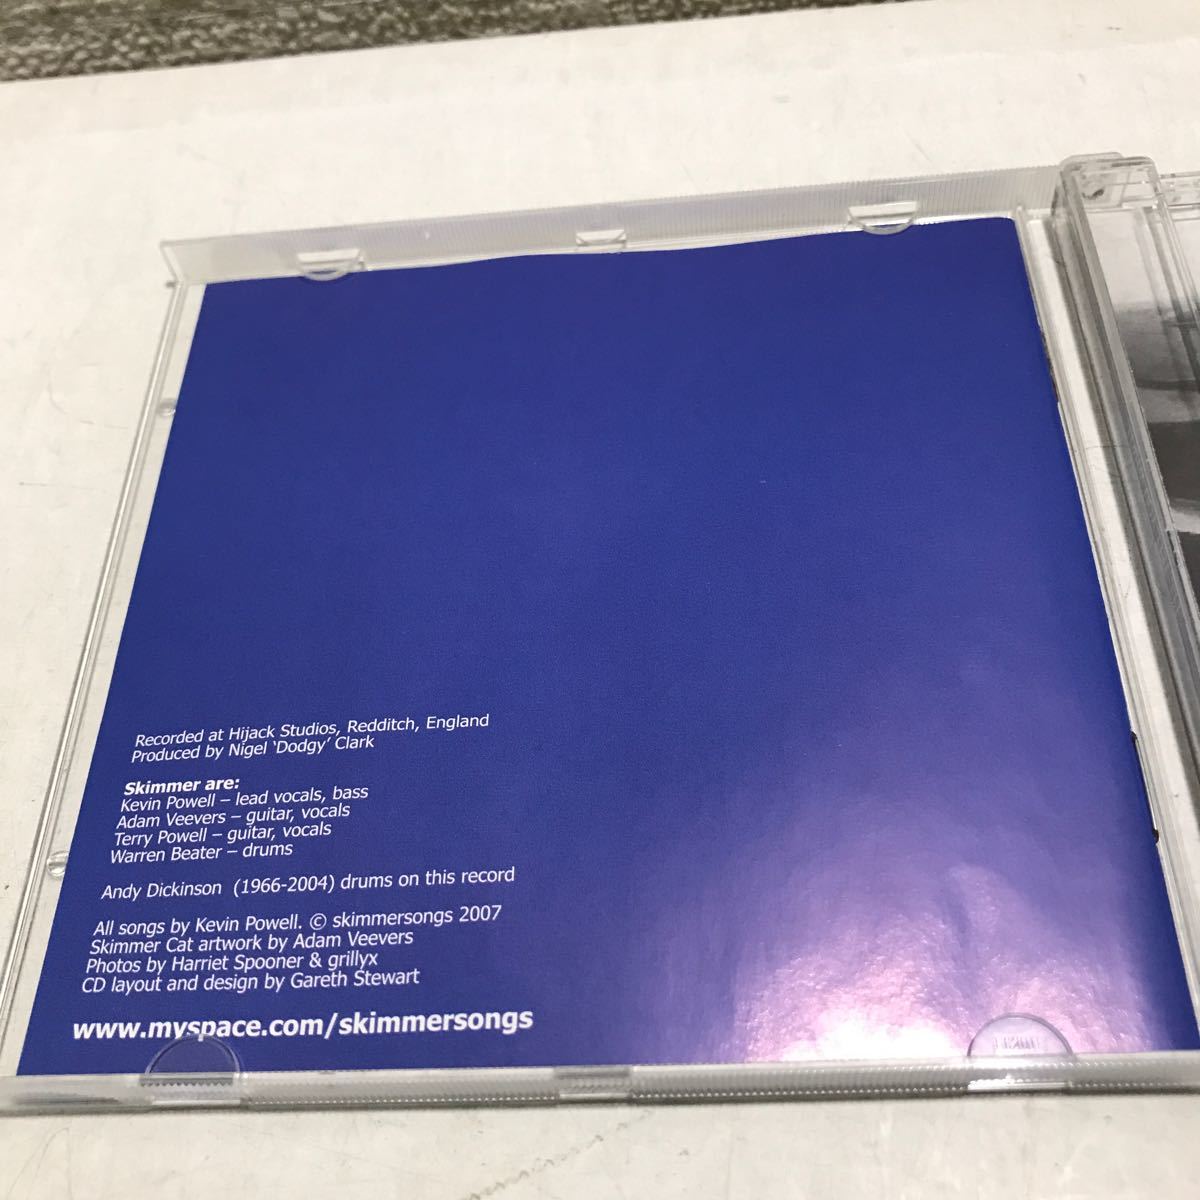 Recorded at Hijack Studios, Redditch, England
Produced by Nigel ‘Dodgy’ Clark
Skimmer are:
Kevin Powell – lead vocals, bass
Adam Veevers – guitar, vocals
Terry Powell – guitar, vocals
Warren Beater – drums
Andy Dickinson (1966-2004) drums on this record
All songs by Kevin Powell. © skimmersongs 2007
Skimmer Cat artwork by Adam Veevers
Photos by Harriet Spooner & grillyx
CD layout and design by Gareth Stewart
www.myspace.com/skimmersongs